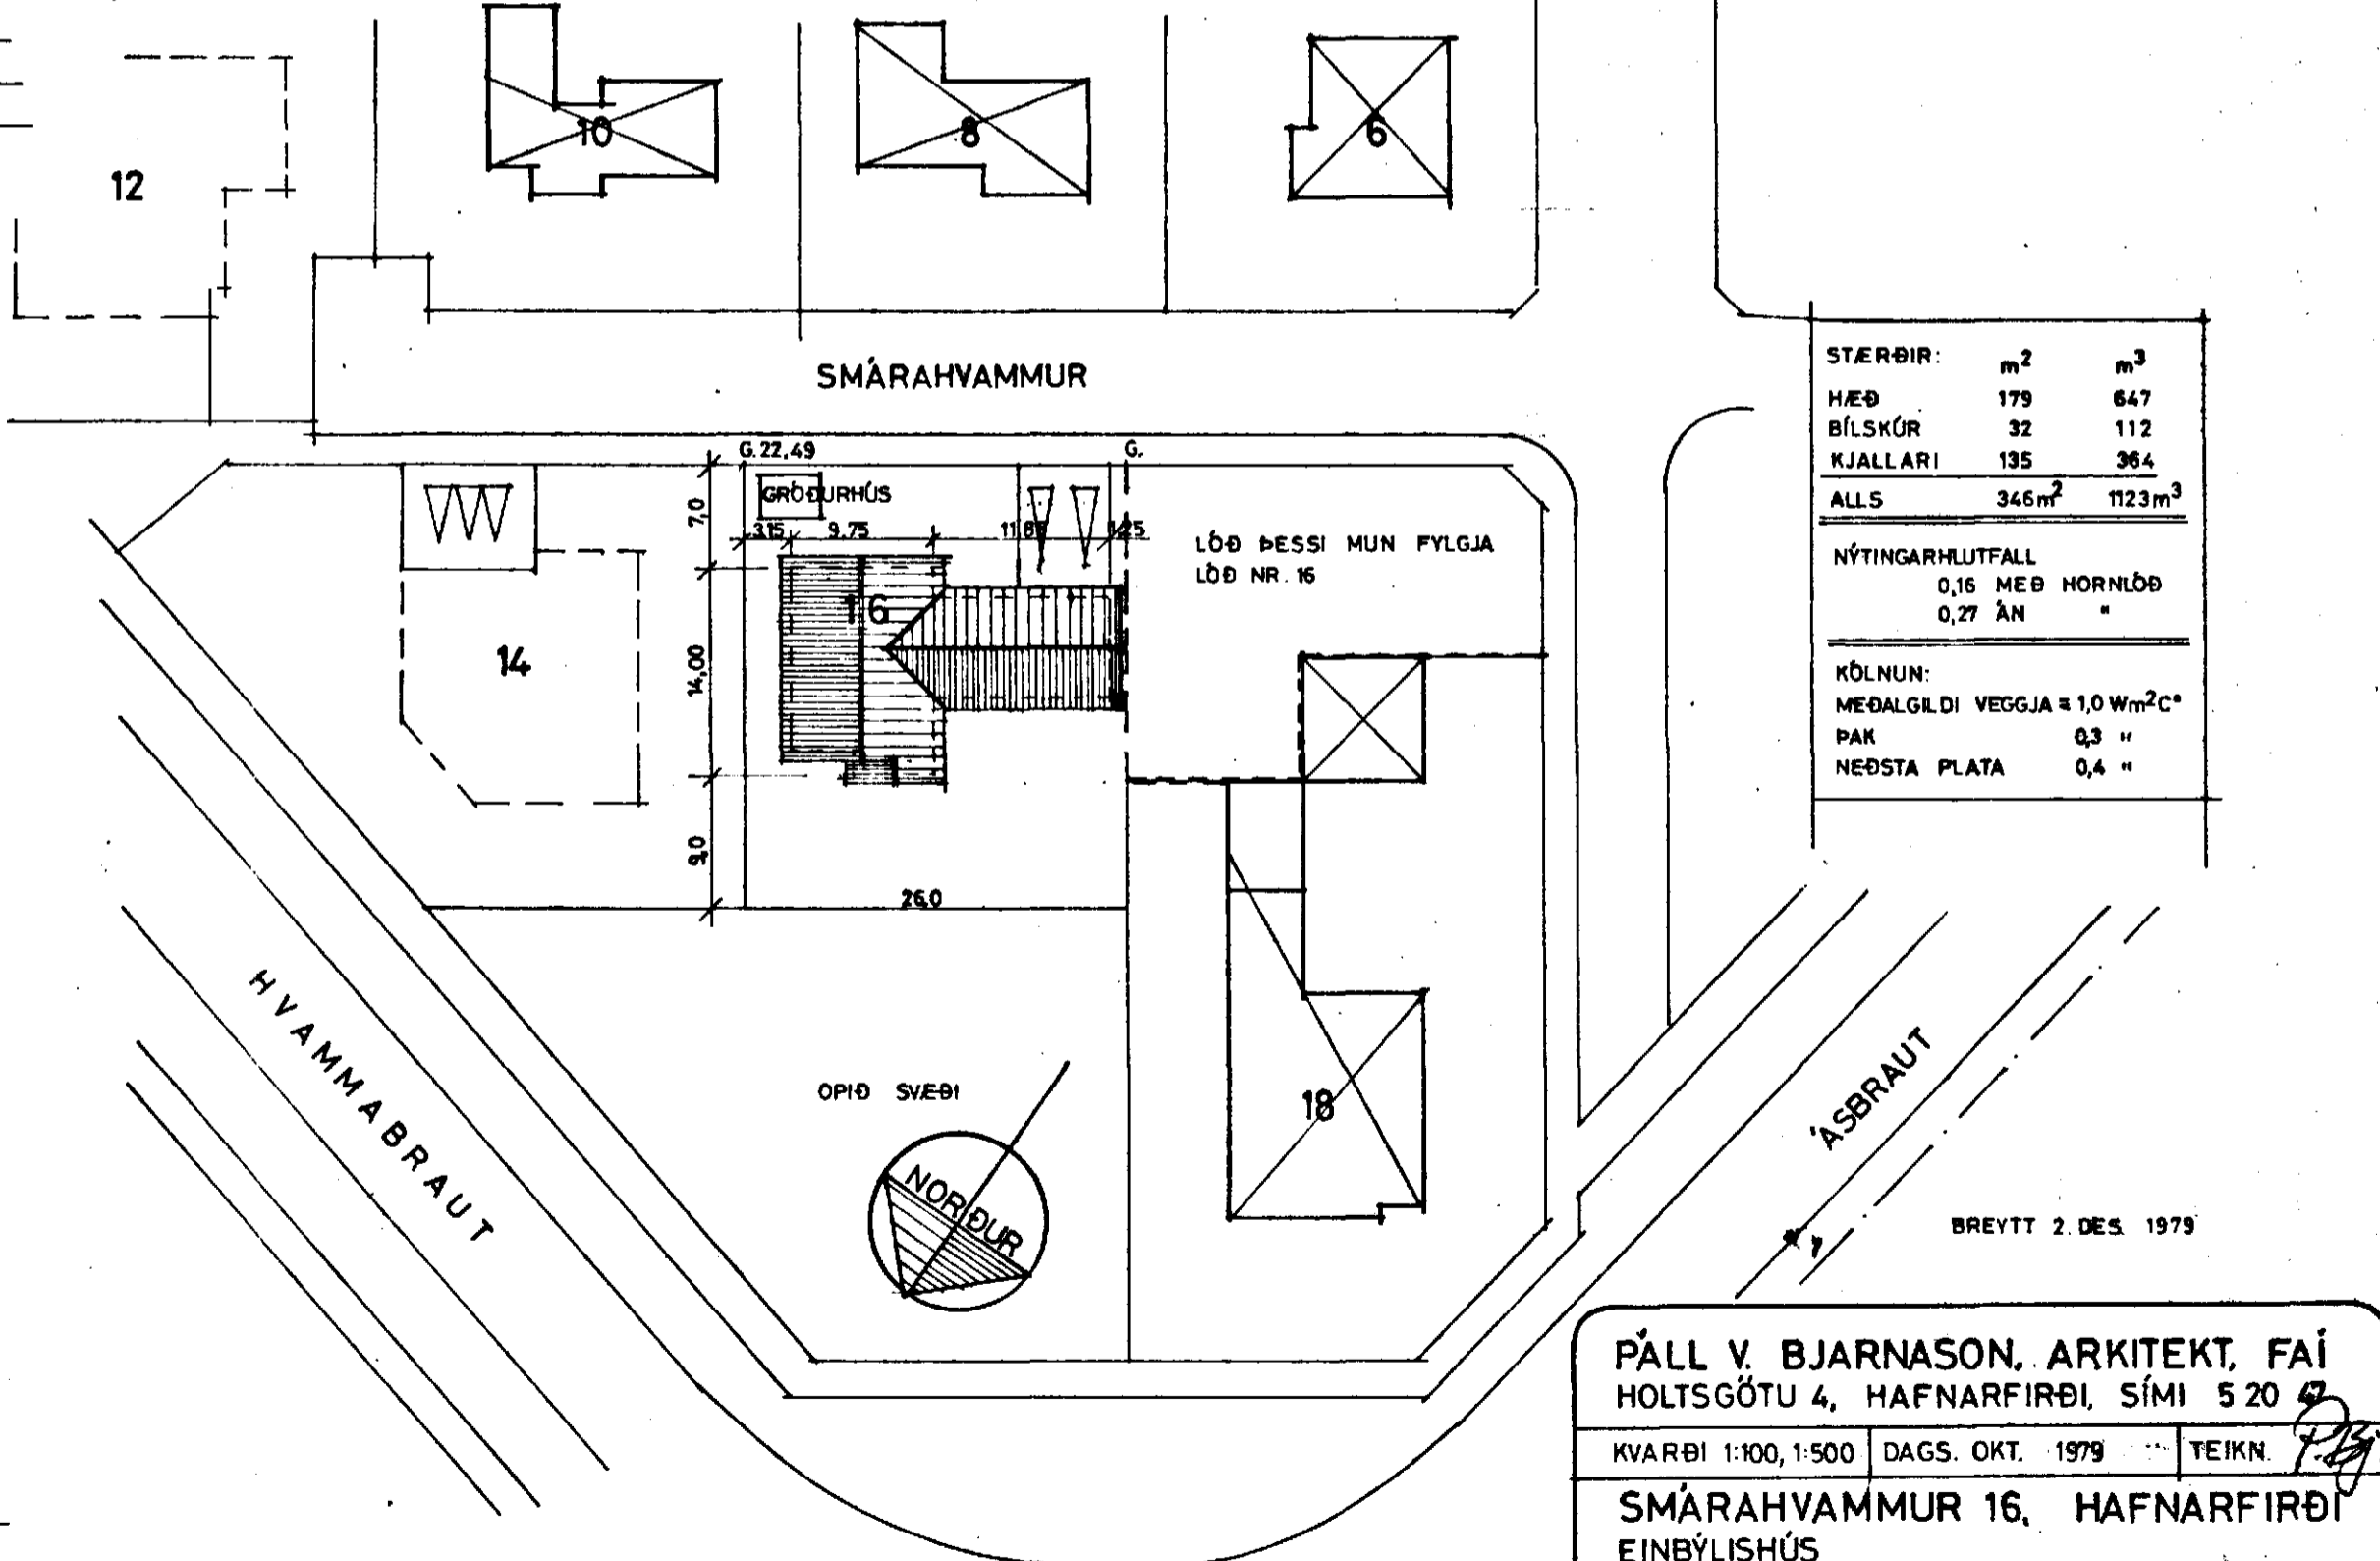 10
8
6
12
SMÁRAHVAMMUR
STÆRÐIR: m² m³
HÆÐ 179 647
BÍLSKÚR 32 112
KJALLARI 135 364
ALLS 346m² 1123m³
NÝTINGARHLUTFALL
0,16 MEÐ HORNLÓÐ
0,27 ÁN "
KÓLNUN:
MEÐALGILDI VEGGJA = 1,0 Wm²C°
ÞAK 0,3 "
NEÐSTA PLATA 0,4 "
G. 22,49
G.
GRÓÐURHÚS
7,0
3,15 9,75
LÓÐ ÞESSI MUN FYLGJA
LÓÐ NR. 16
16
14
14,00
9,0
26,0
HVAMMABRAUT
OPIÐ SVÆÐI
NORÐUR
18
ÁSBRAUT
BREYTT 2. DES. 1979
PÁLL V. BJARNASON, ARKITEKT, FAÍ
HOLTSGÖTU 4, HAFNARFIRÐI, SÍMI 5 20
KVARÐI 1:100, 1:500 DAGS. OKT. 1979 TEIKN.
SMÁRAHVAMMUR 16, HAFNARFIRÐI
EINBÝLISHÚS